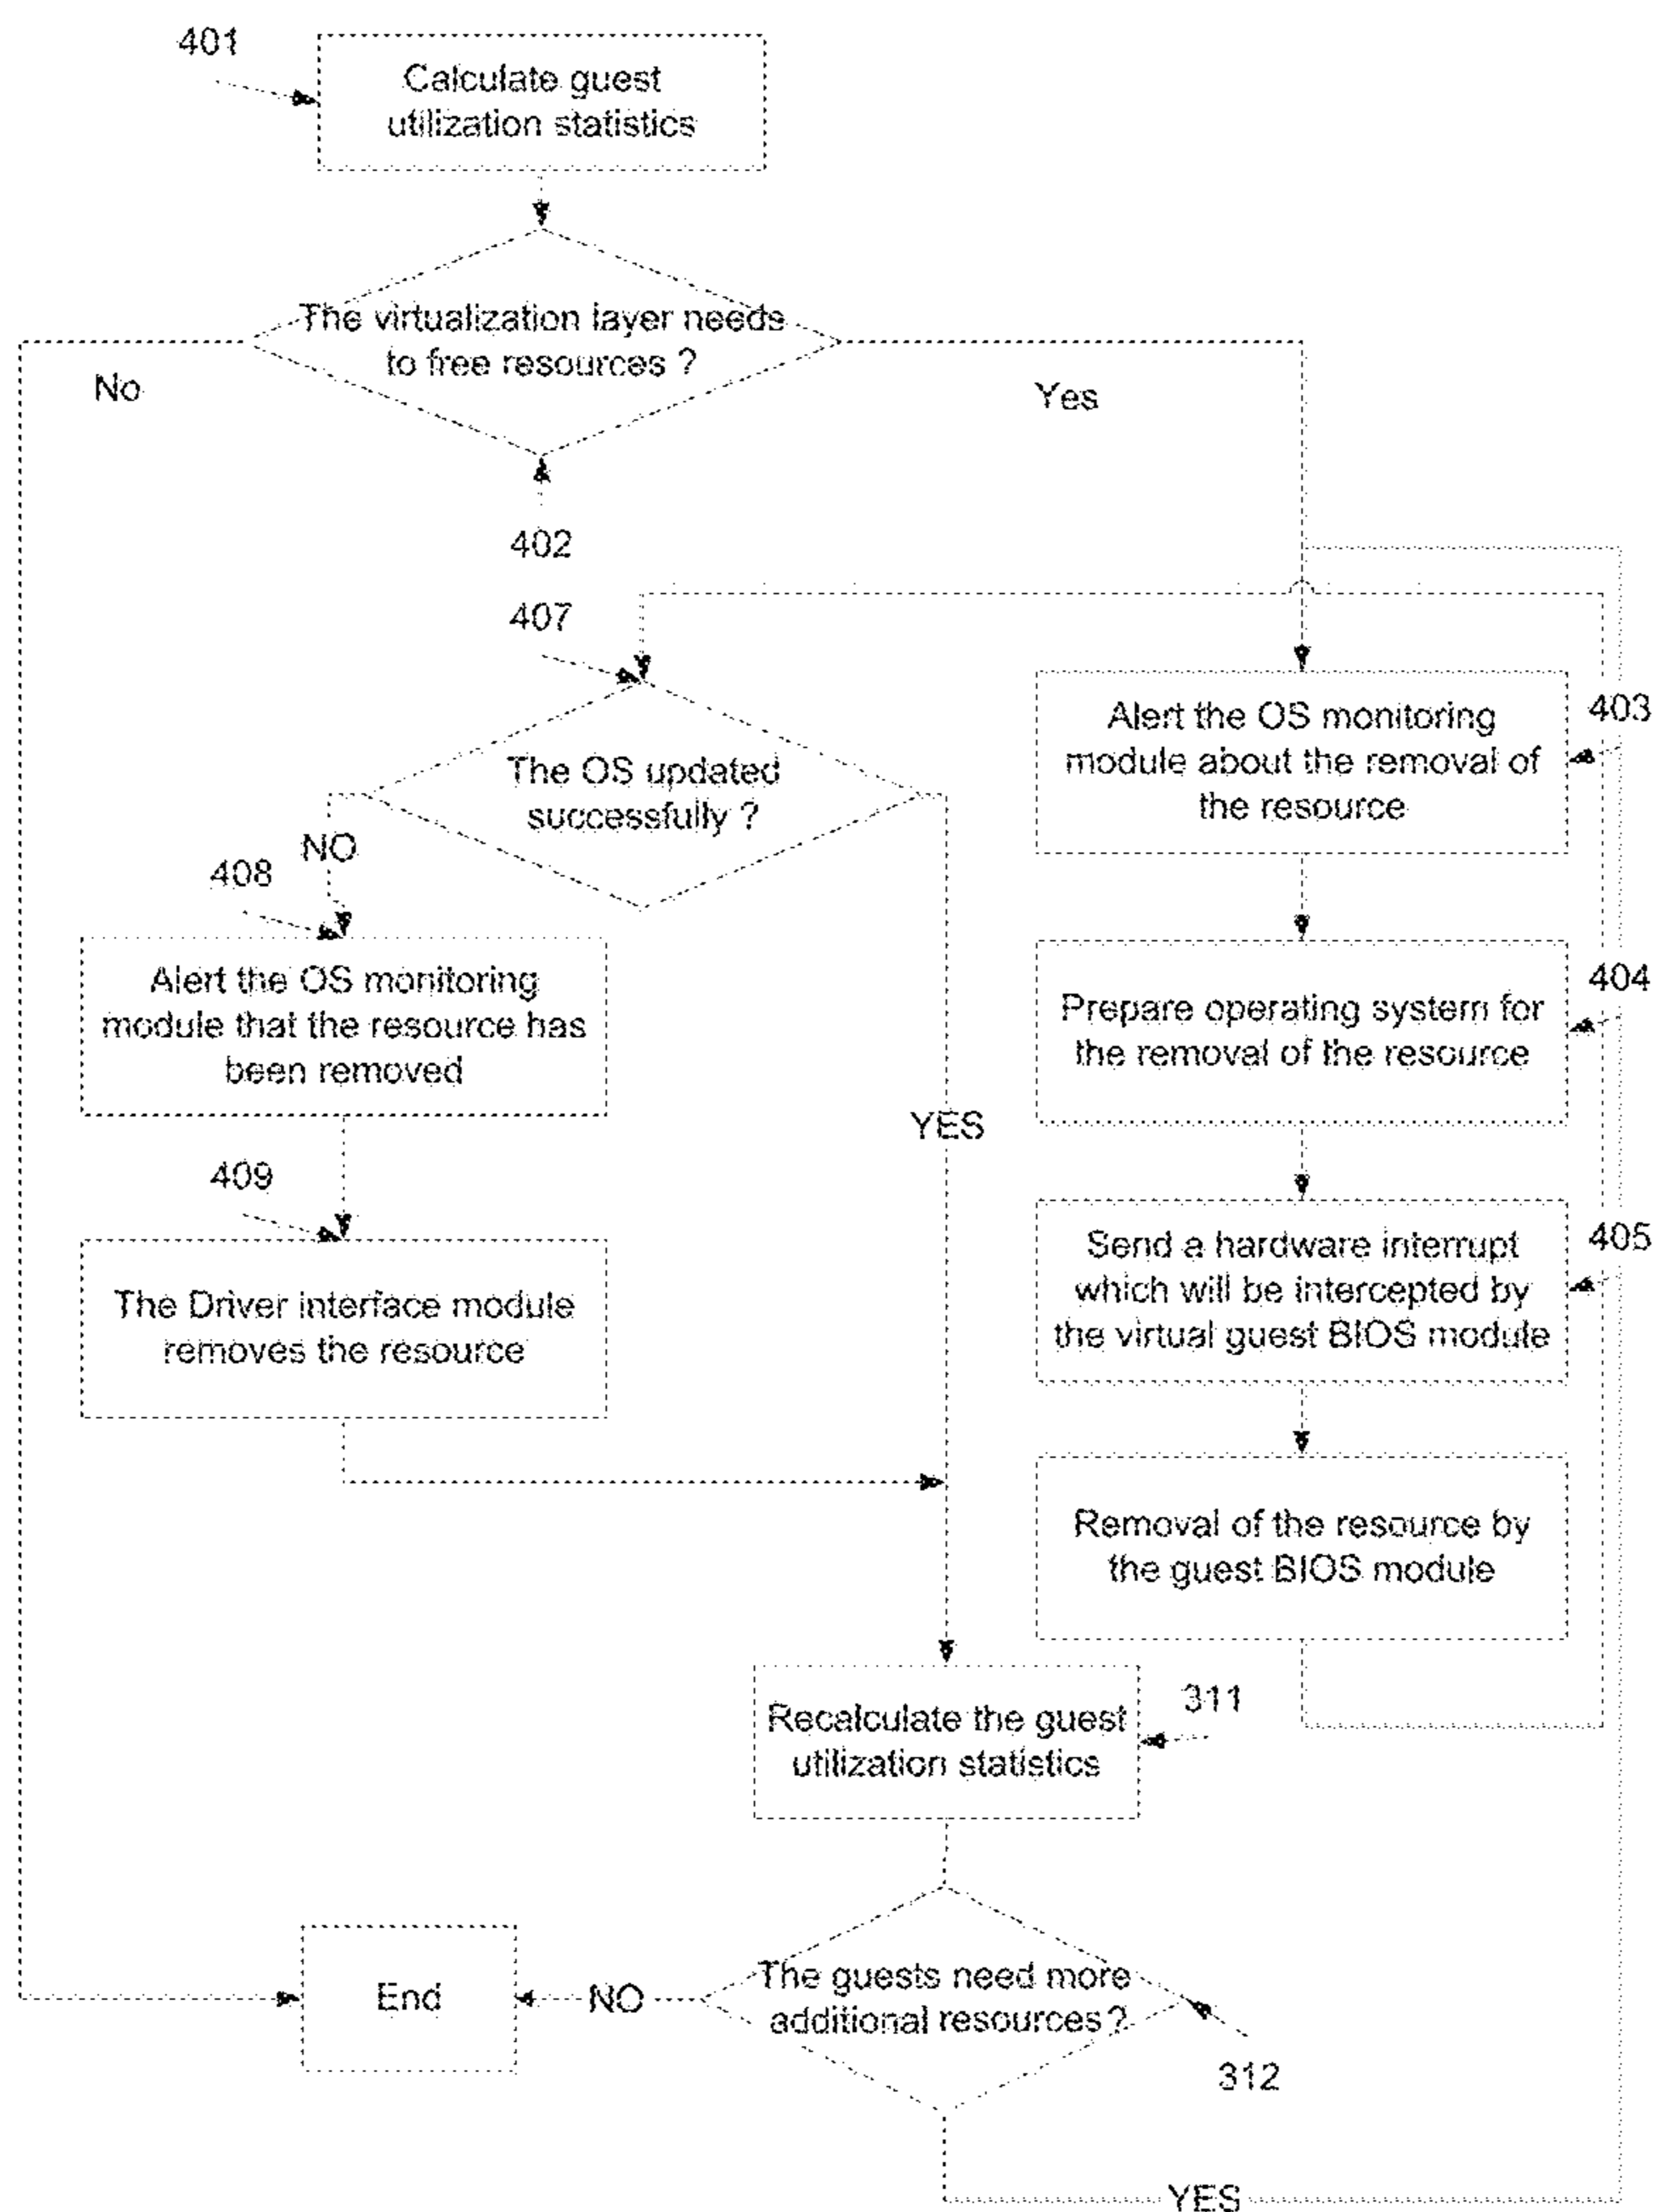 401
Calculate guest
utilization statistics
The virtualization layer needs
to free resources ?
No
Yes
402
407
The OS updated
successfully ?
NO
YES
408
Alert the OS monitoring
module that the resource has
been removed
409
The Driver interface module
removes the resource
403
Alert the OS monitoring
module about the removal of
the resource
404
Prepare operating system for
the removal of the resource
405
Send a hardware interrupt
which will be intercepted by
the virtual guest BIOS module
Removal of the resource by
the guest BIOS module
311
Recalculate the guest
utilization statistics
The guests need more
additional resources?
312
NO
End
YES